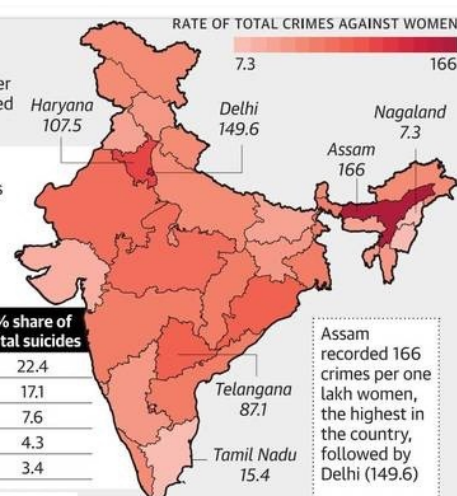 RATE OF TOTAL CRIMES AGAINST WOMEN
7.3
166
Haryana
107.5
Delhi
149.6
Nagaland
7.3
Assam
166
% share of
22.4
17.1
7.6
4.3
3.4
Telangana
87.1
Tamil Nadu
15.4
Assam
recorded 166
crimes per one
lakh women,
the highest in
the country,
followed by
Delhi (149.6)